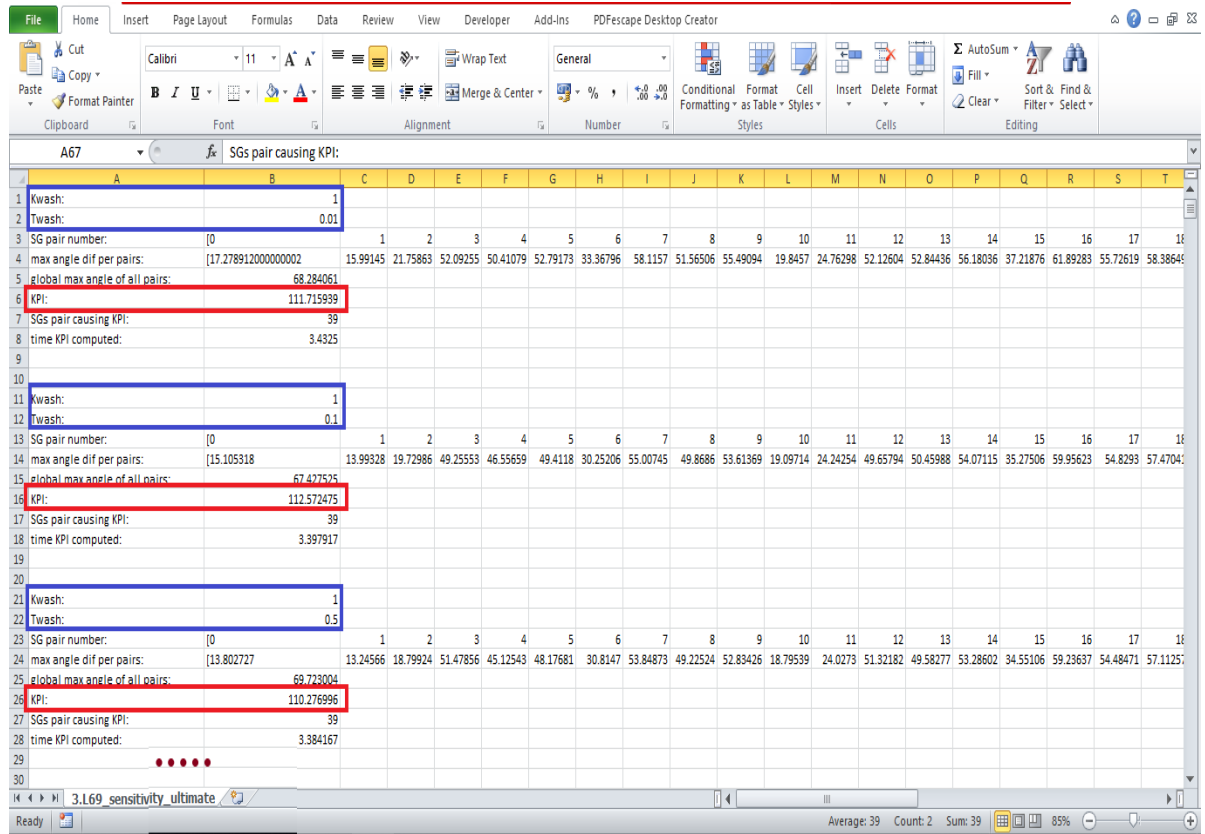 File Home Insert Page Layout Formulas Data Review View Developer Add-Ins PDFescape Desktop Creator
Paste Cut Copy Format Painter Clipboard
Calibri 11 A A B I U A Font
Wrap Text Merge & Center Alignment
General % , .0 .00 .00 .0 Number
Conditional Formatting Format as Table Cell Styles Styles
Insert Delete Format Cells
Σ AutoSum Fill Clear Sort & Filter Find & Select Editing
A67 fx SGs pair causing KPI:
A B C D E F G H I J K L M N O P Q R S T
1 Kwash: 1
2 Twash: 0.01
3 SG pair number: [0 1 2 3 4 5 6 7 8 9 10 11 12 13 14 15 16 17 18
4 max angle dif per pairs: [17.278912000000002 15.99145 21.75863 52.09255 50.41079 52.79173 33.36796 58.1157 51.56506 55.49094 19.8457 24.76298 52.12604 52.84436 56.18036 37.21876 61.89283 55.72619 58.38649
5 global max angle of all pairs: 68.284061
6 KPI: 111.715939
7 SGs pair causing KPI: 39
8 time KPI computed: 3.4325
9
10
11 Kwash: 1
12 Twash: 0.1
13 SG pair number: [0 1 2 3 4 5 6 7 8 9 10 11 12 13 14 15 16 17 18
14 max angle dif per pairs: [15.105318 13.99328 19.72986 49.25553 46.55659 49.4118 30.25206 55.00745 49.8686 53.61369 19.09714 24.24254 49.65794 50.45988 54.07115 35.27506 59.95623 54.8293 57.4704
15 global max angle of all pairs: 67.427525
16 KPI: 112.572475
17 SGs pair causing KPI: 39
18 time KPI computed: 3.397917
19
20
21 Kwash: 1
22 Twash: 0.5
23 SG pair number: [0 1 2 3 4 5 6 7 8 9 10 11 12 13 14 15 16 17 18
24 max angle dif per pairs: [13.802727 13.24566 18.79924 51.47856 45.12543 48.17681 30.8147 53.84873 49.22524 52.83426 18.79539 24.0273 51.32182 49.58277 53.28602 34.55106 59.23637 54.48471 57.1125
25 global max angle of all pairs: 69.723004
26 KPI: 110.276996
27 SGs pair causing KPI: 39
28 time KPI computed: 3.384167
29 •••••
30
3.L69_sensitivity_ultimate
Ready Average: 39 Count: 2 Sum: 39 85%